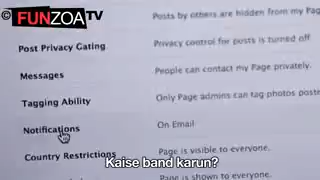 © FUNZOA TV
Posts by others are hidden from my Page
Post Privacy Gating
Privacy control for posts is turned off.
Messages
People can contact my Page privately.
Tagging Ability
Only Page admins can tag photos poste
Notifications
On Email
Country Restrictions
Page is visible to everyone.
Page is shown to everyone.
Kaise band karun?